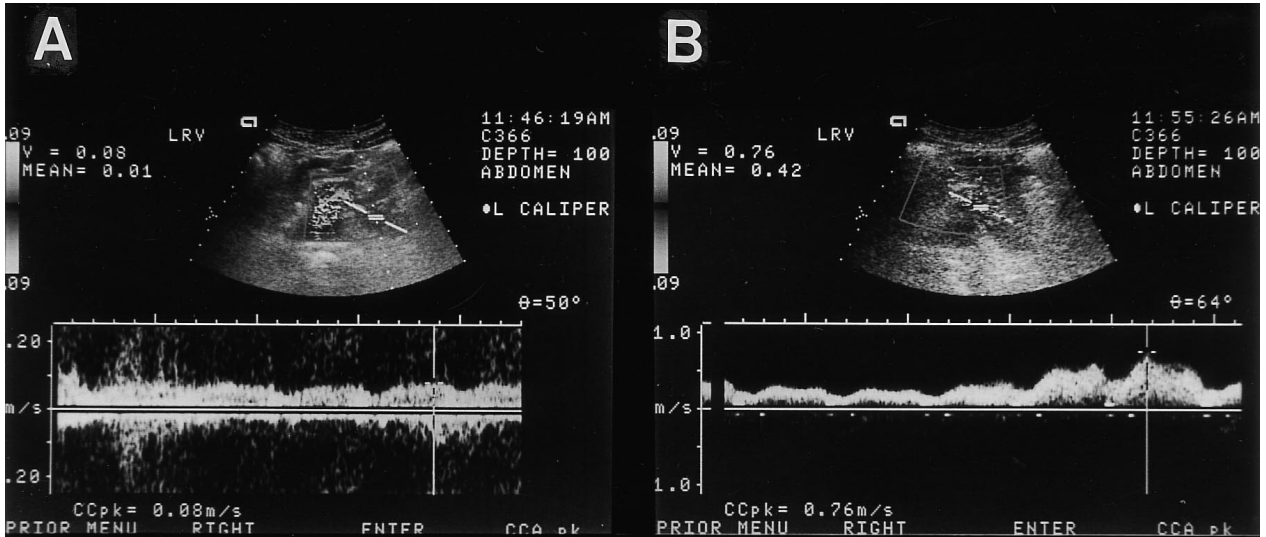 A
LRV
11:46:19AM
C366
DEPTH= 100
ABDOMEN
.09
V = 0.08
MEAN= 0.01
●L CALIPER
.09
θ=50°
.20
m/s
.20
CCpk= 0.08m/s
PRIOR MENU RIGHT ENTER CCA pk
B
LRV
11:55:26AM
C366
DEPTH= 100
ABDOMEN
.09
V = 0.76
MEAN= 0.42
●L CALIPER
.09
θ=64°
1.0
m/s
1.0
CCpk= 0.76m/s
PRIOR MENU RIGHT ENTER CCA pk